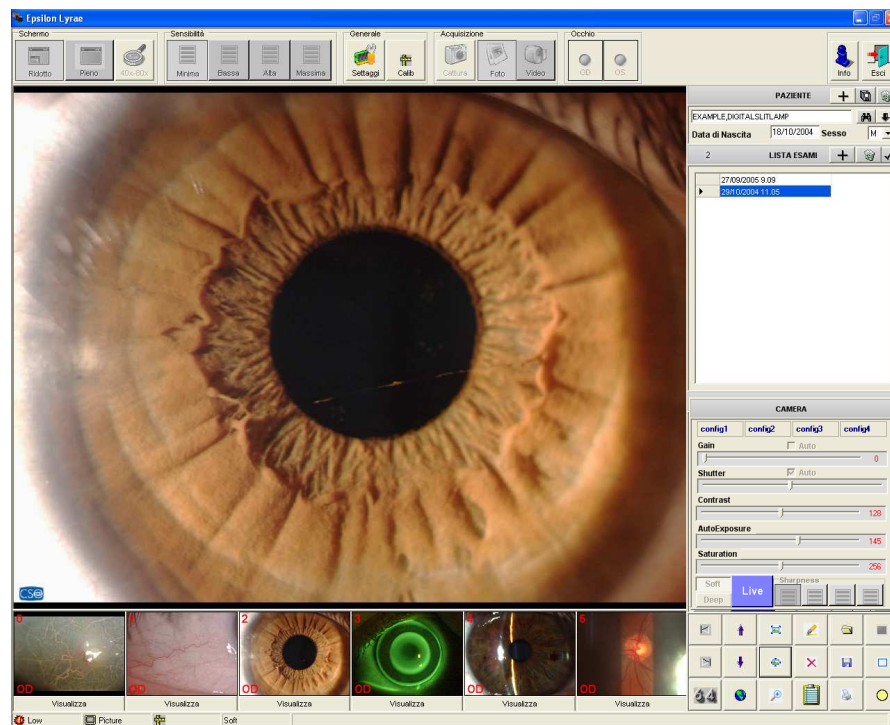 Epsilon Lyrae
Schermo
Sensibilità
Generale
Acquisizione
Occhio
Ridotto
Pieno
40x-80x
Minima
Bassa
Alta
Massima
Settaggi
Calib
Cattura
Foto
Video
OD
OS
Info
Esci
PAZIENTE
EXAMPLE,DIGITALSLITLAMP
Data di Nascita
18/10/2004
Sesso
M
2
LISTA ESAMI
27/09/2005 9.09
29/10/2004 11.05
CAMERA
config1
config2
config3
config4
Gain
Auto
0
Shutter
Auto
Contrast
128
AutoExposure
145
Saturation
256
Soft
Deep
Live
Sharpness
CSO
0
1
2
3
4
5
OD
OD
OD
OD
OD
OD
Visualizza
Visualizza
Visualizza
Visualizza
Visualizza
Visualizza
Low
Picture
Soft